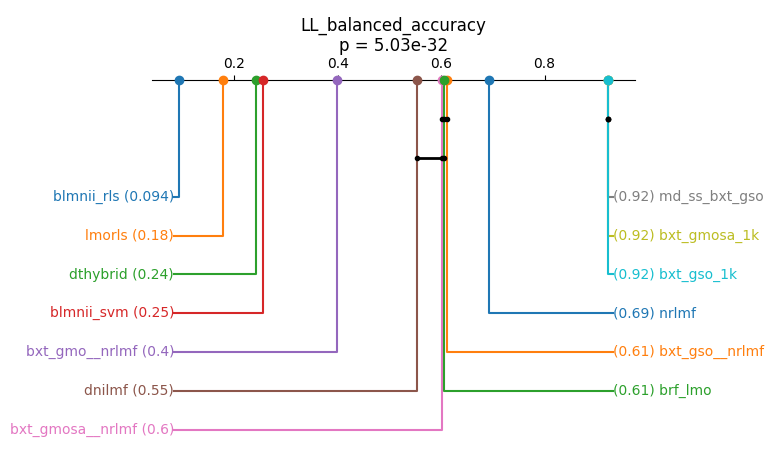 LL_balanced_accuracy
p = 5.03e-32
0.2 0.4 0.6 0.8
blmnii_rls (0.094) (0.92) md_ss_bxt_gso
lmorls (0.18) (0.92) bxt_gmosa_1k
dthybrid (0.24) (0.92) bxt_gso_1k
blmnii_svm (0.25) (0.69) nrlmf
bxt_gmo__nrlmf (0.4) (0.61) bxt_gso__nrlmf
dnilmf (0.55) (0.61) brf_lmo
bxt_gmosa__nrlmf (0.6)